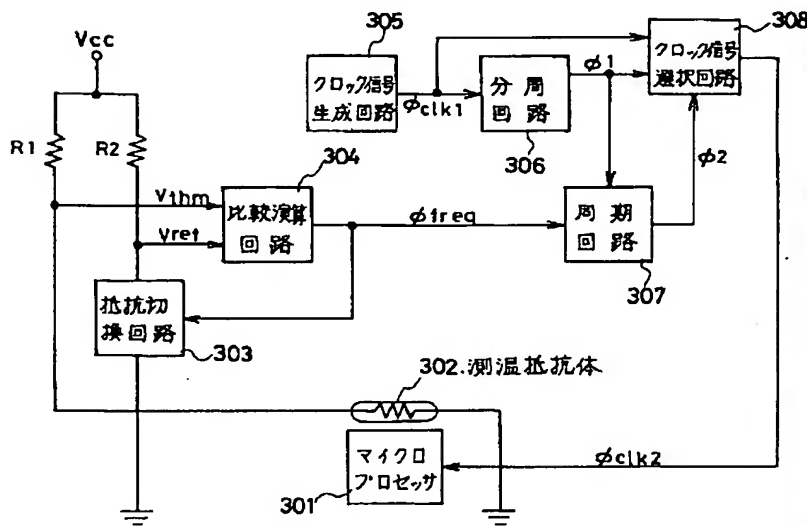 305
308
Vcc
クロック信号
生成回路
φclk1
分周
回路
306
φ1
クロック信号
選択回路
R1
R2
304
φ2
Vthm
比較演算
回路
Vref
φfreq
周期
回路
307
抵抗切
換回路
303
302.測温抵抗体
マイクロ
プロセッサ
301
φclk2